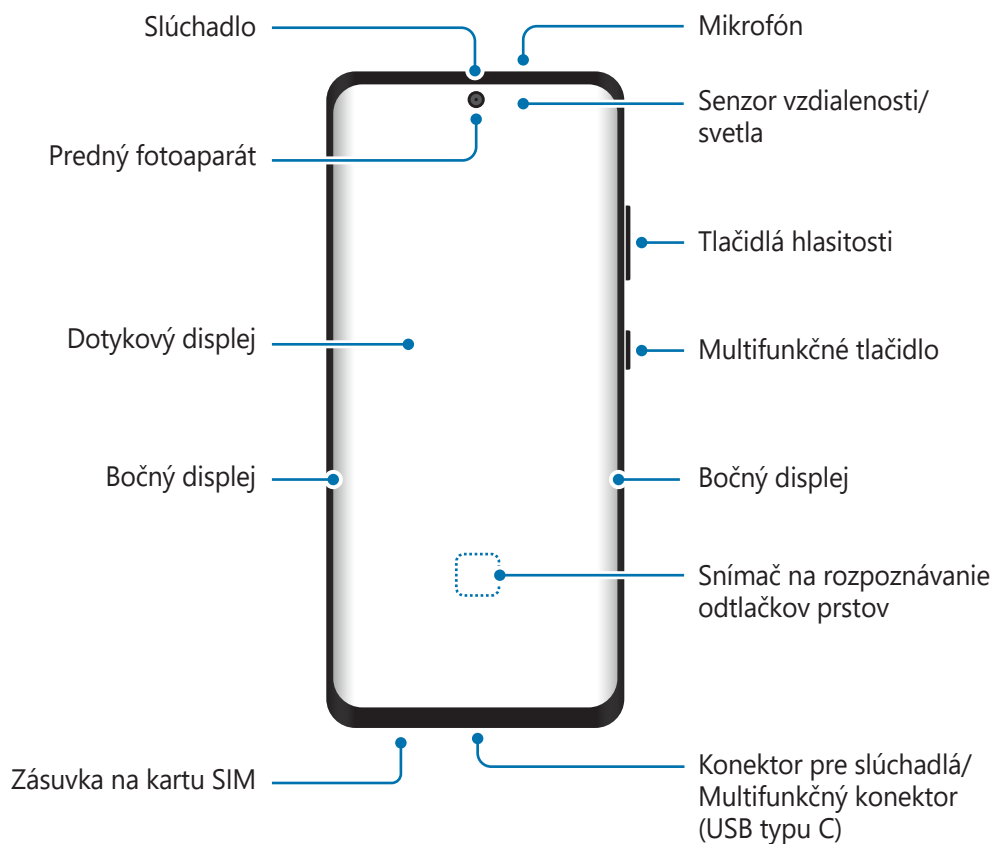 Slúchadlo
Mikrofón
Senzor vzdialenosti/
svetla
Predný fotoaparát
Tlačidlá hlasitosti
Dotykový displej
Multifunkčné tlačidlo
Bočný displej
Bočný displej
Snímač na rozpoznávanie
odtlačkov prstov
Zásuvka na kartu SIM
Konektor pre slúchadlá/
Multifunkčný konektor
(USB typu C)